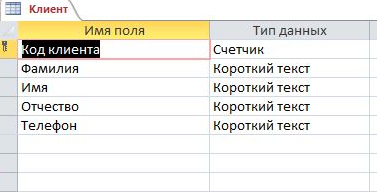 Клиент
Имя поля Тип данных
Код клиента Счетчик
Фамилия Короткий текст
Имя Короткий текст
Отчество Короткий текст
Телефон Короткий текст